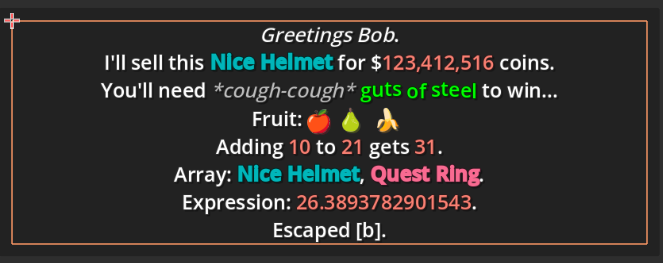 Greetings Bob.
I'll sell this Nice Helmet for $123,412,516 coins.
You'll need *cough-cough* guts of steel to win...
Fruit: 🍎 🍐 🍌
Adding 10 to 21 gets 31.
Array: Nice Helmet, Quest Ring.
Expression: 26.3893782901543.
Escaped [b].